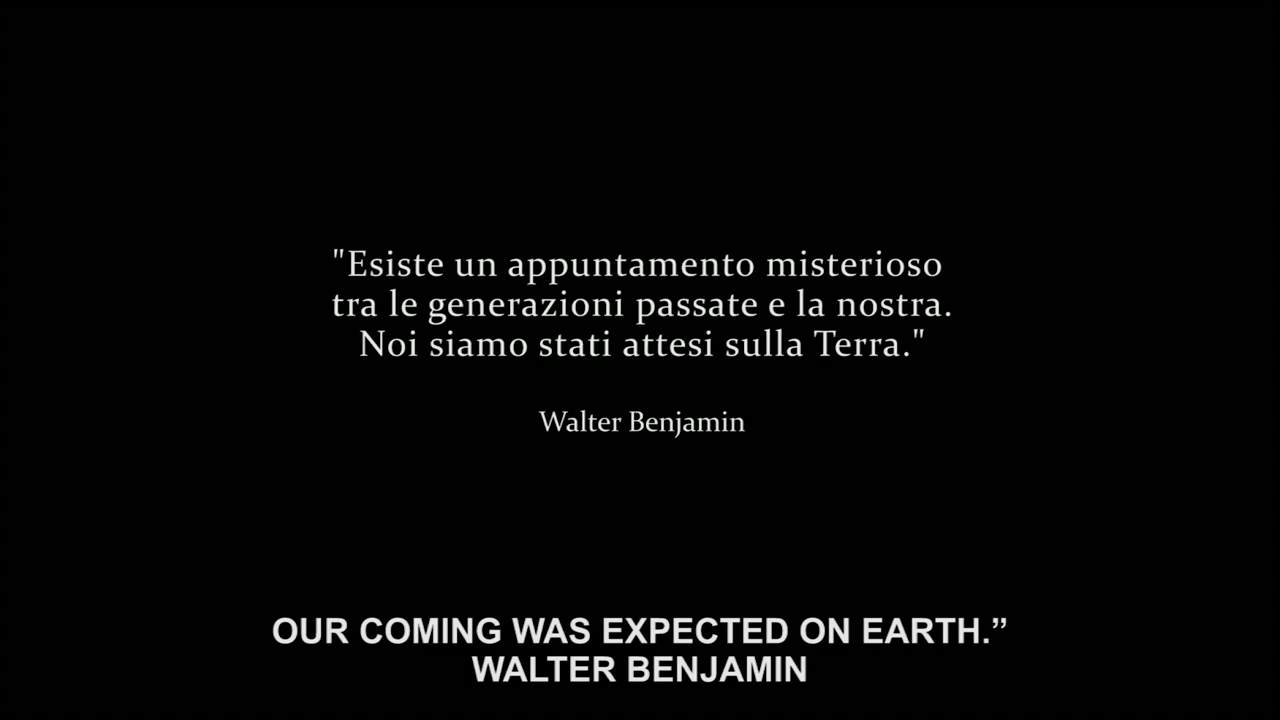 "Esiste un appuntamento misterioso
tra le generazioni passate e la nostra.
Noi siamo stati attesi sulla Terra."
Walter Benjamin
OUR COMING WAS EXPECTED ON EARTH.”
WALTER BENJAMIN